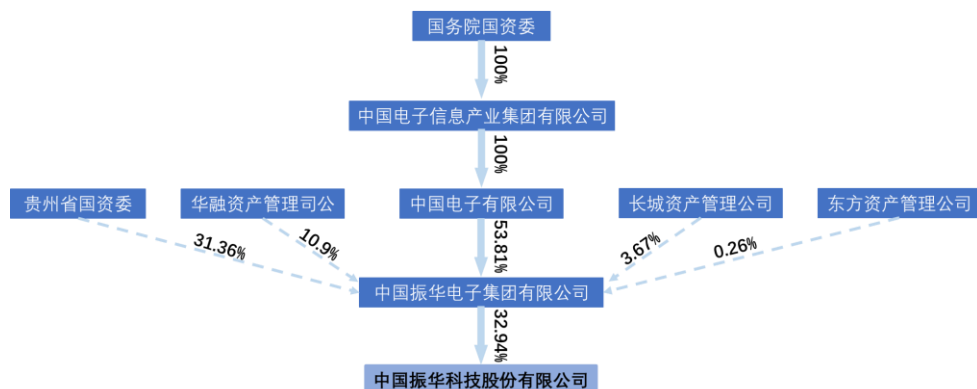 国务院国资委
100%
中国电子信息产业集团有限公司
100%
贵州省国资委
华融资产管理司公
中国电子有限公司
长城资产管理公司
东方资产管理公司
31.36%
10.9%
53.81%
3.67%
0.26%
中国振华电子集团有限公司
32.94%
中国振华科技股份有限公司